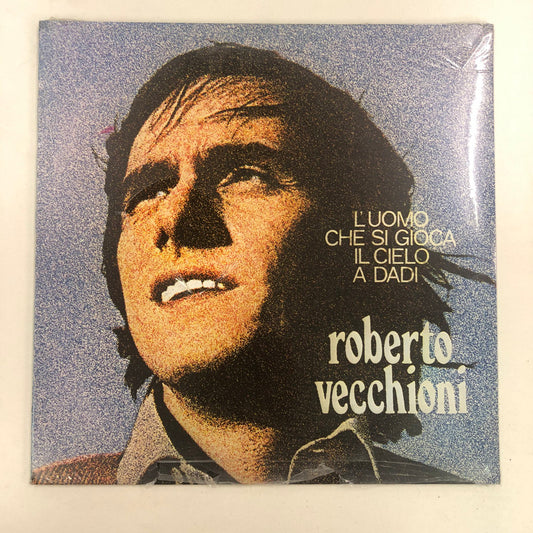 L'UOMO
CHE SI GIOCA
IL CIELO
A DADI
roberto
vecchioni